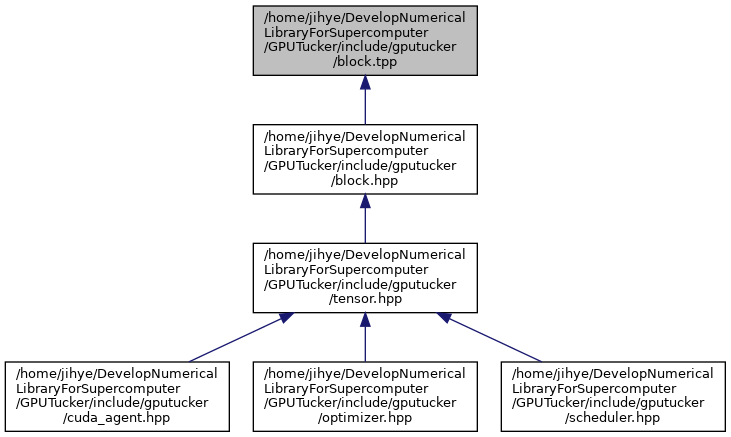 /home/jihye/DevelopNumerical
LibraryForSupercomputer
/GPUTucker/include/gputucker
/block.tpp
/home/jihye/DevelopNumerical
LibraryForSupercomputer
/GPUTucker/include/gputucker
/block.hpp
/home/jihye/DevelopNumerical
LibraryForSupercomputer
/GPUTucker/include/gputucker
/tensor.hpp
/home/jihye/DevelopNumerical
LibraryForSupercomputer
/GPUTucker/include/gputucker
/cuda_agent.hpp
/home/jihye/DevelopNumerical
LibraryForSupercomputer
/GPUTucker/include/gputucker
/optimizer.hpp
/home/jihye/DevelopNumerical
LibraryForSupercomputer
/GPUTucker/include/gputucker
/scheduler.hpp